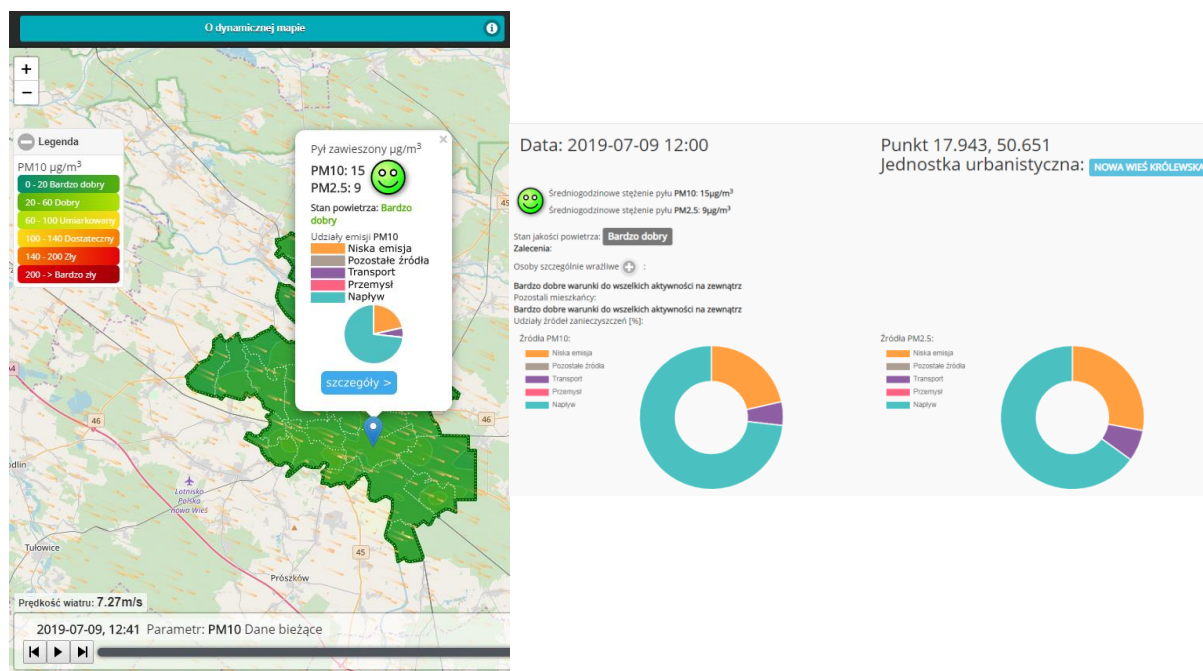 O dynamicznej mapie
+
−
Legenda
PM10 µg/m³
0 - 20 Bardzo dobry
20 - 60 Dobry
60 - 100 Umiarkowany
100 - 140 Dostateczny
140 - 200 Zły
200 - > Bardzo zły
Pył zawieszony µg/m³
×
PM10: 15
PM2.5: 9
Stan powietrza: Bardzo
dobry
Udziały emisji PM10
Niska emisja
Pozostałe źródła
Transport
Przemysł
Napływ
szczegóły >
45
46
46
Lotnisko
Polska
nowa Wieś
Tułowice
45
Prószków
Prędkość wiatru: 7.27m/s
2019-07-09, 12:41 Parametr: PM10 Dane bieżące
Data: 2019-07-09 12:00
Średniogodzinowe stężenie pyłu PM10: 15µg/m³
Średniogodzinowe stężenie pyłu PM2.5: 9µg/m³
Stan jakości powietrza: Bardzo dobry
Zalecenia:
Osoby szczególnie wrażliwe :
Bardzo dobre warunki do wszelkich aktywności na zewnątrz
Pozostali mieszkańcy:
Bardzo dobre warunki do wszelkich aktywności na zewnątrz
Udziały źródeł zanieczyszczeń [%]:
Źródła PM10:
Niska emisja
Pozostałe źródła
Transport
Przemysł
Napływ
Punkt 17.943, 50.651
Jednostka urbanistyczna: NOWA WIEŚ KRÓLEWSKA
Źródła PM2.5:
Niska emisja
Pozostałe źródła
Transport
Przemysł
Napływ